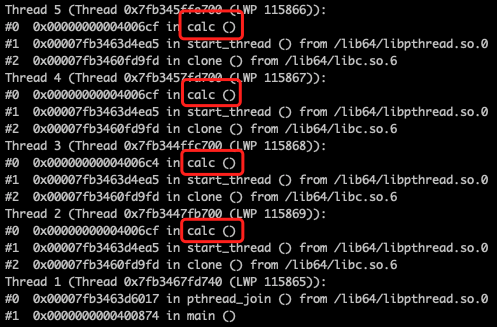 Thread 5 (Thread 0x7fb345ffe700 (LWP 115866)):
#0  0x00000000004006cf in calc ()
#1  0x00007fb3463d4ea5 in start_thread () from /lib64/libpthread.so.0
#2  0x00007fb3460fd9fd in clone () from /lib64/libc.so.6
Thread 4 (Thread 0x7fb3457fd700 (LWP 115867)):
#0  0x00000000004006cf in calc ()
#1  0x00007fb3463d4ea5 in start_thread () from /lib64/libpthread.so.0
#2  0x00007fb3460fd9fd in clone () from /lib64/libc.so.6
Thread 3 (Thread 0x7fb344ffc700 (LWP 115868)):
#0  0x00000000004006c4 in calc ()
#1  0x00007fb3463d4ea5 in start_thread () from /lib64/libpthread.so.0
#2  0x00007fb3460fd9fd in clone () from /lib64/libc.so.6
Thread 2 (Thread 0x7fb3447fb700 (LWP 115869)):
#0  0x00000000004006cf in calc ()
#1  0x00007fb3463d4ea5 in start_thread () from /lib64/libpthread.so.0
#2  0x00007fb3460fd9fd in clone () from /lib64/libc.so.6
Thread 1 (Thread 0x7fb3467fd740 (LWP 115865)):
#0  0x00007fb3463d6017 in pthread_join () from /lib64/libpthread.so.0
#1  0x0000000000400874 in main ()